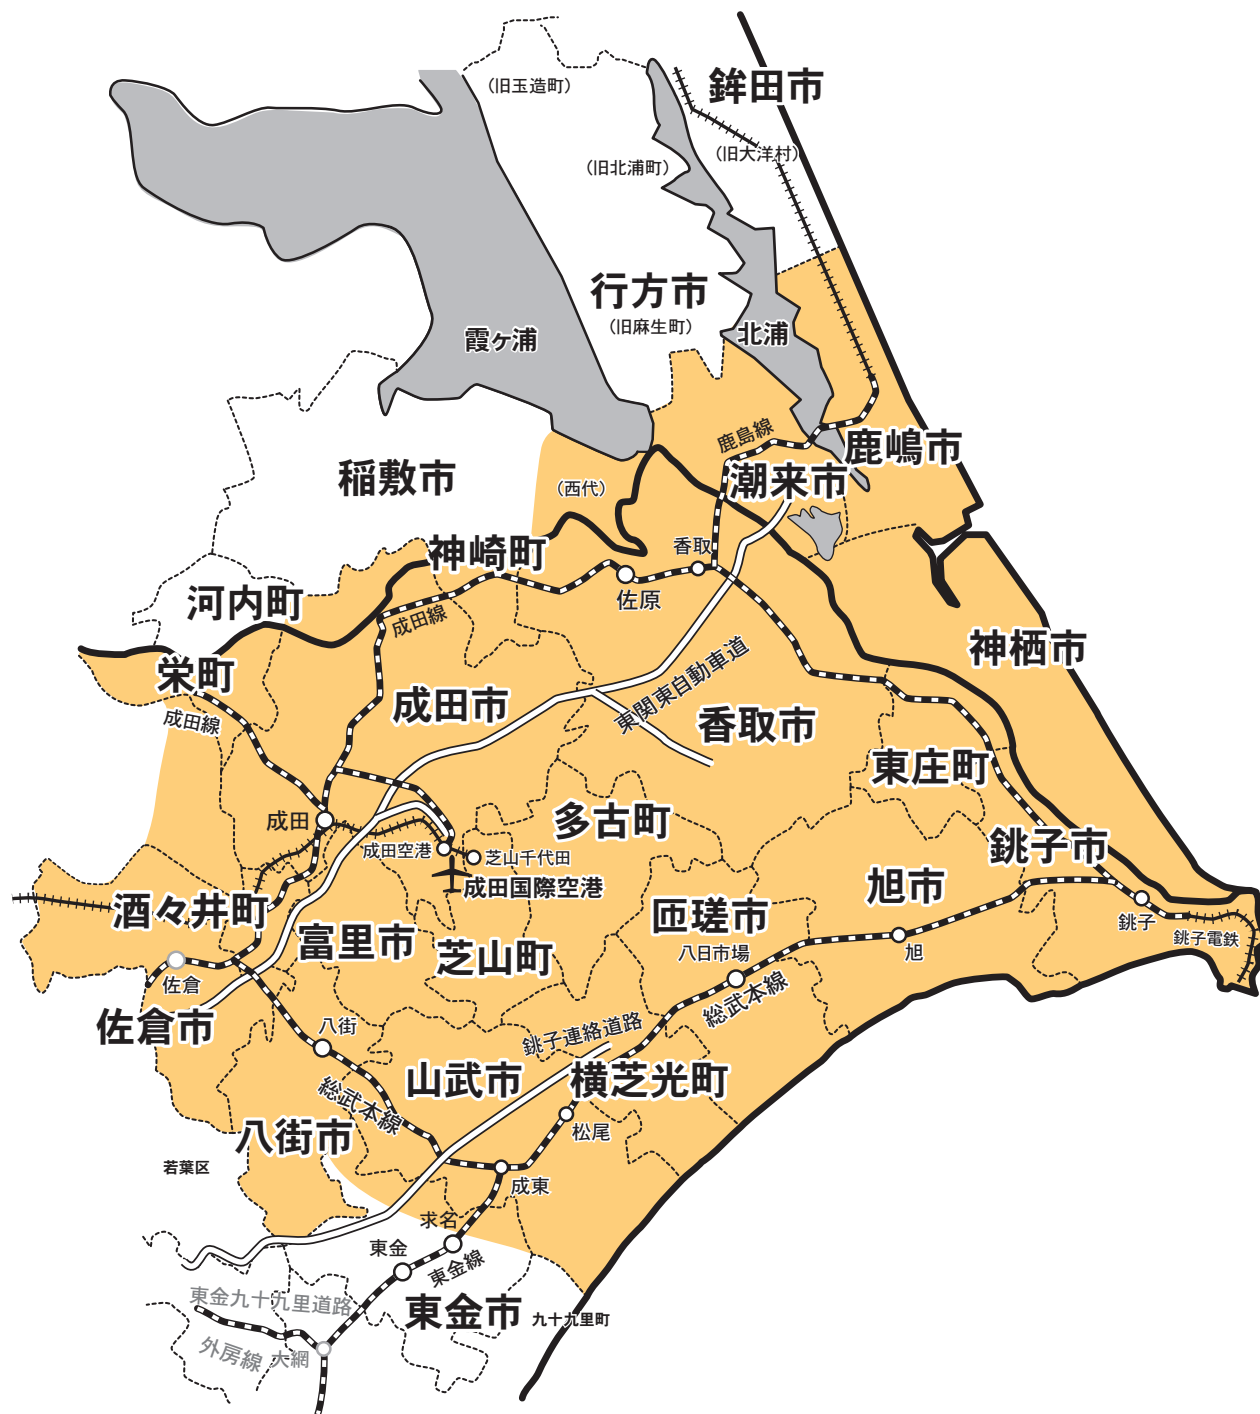 （旧玉造町）
鉾田市
（旧大洋村）
（旧北浦町）
行方市
（旧麻生町）
北浦
霞ヶ浦
鹿島線
鹿嶋市
稲敷市
潮来市
（西代）
香取
神崎町
佐原
河内町
成田線
神栖市
栄町
東関東自動車道
成田市
成田線
香取市
東庄町
成田
多古町
銚子市
成田空港
芝山千代田
成田国際空港
旭市
酒々井町
匝瑳市
銚子
富里市
芝山町
八日市場
旭
銚子電鉄
佐倉
総武本線
佐倉市
八街
銚子連絡道路
山武市
横芝光町
総武本線
八街市
松尾
若葉区
成東
求名
東金
東金線
東金九十九里道路
東金市
九十九里町
外房線
大網